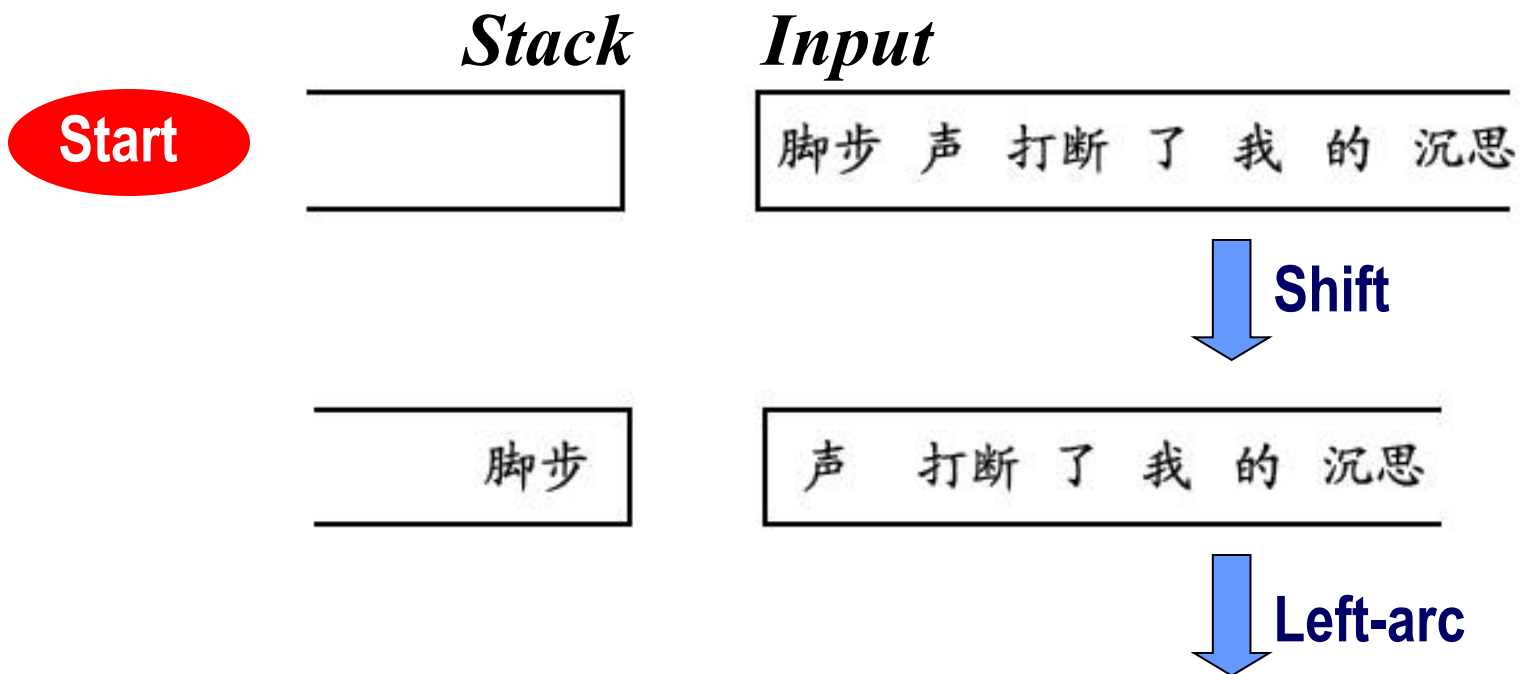 Stack Input
Start
脚步 声 打断 了 我 的 沉思
Shift
脚步 声 打断 了 我 的 沉思
Left-arc